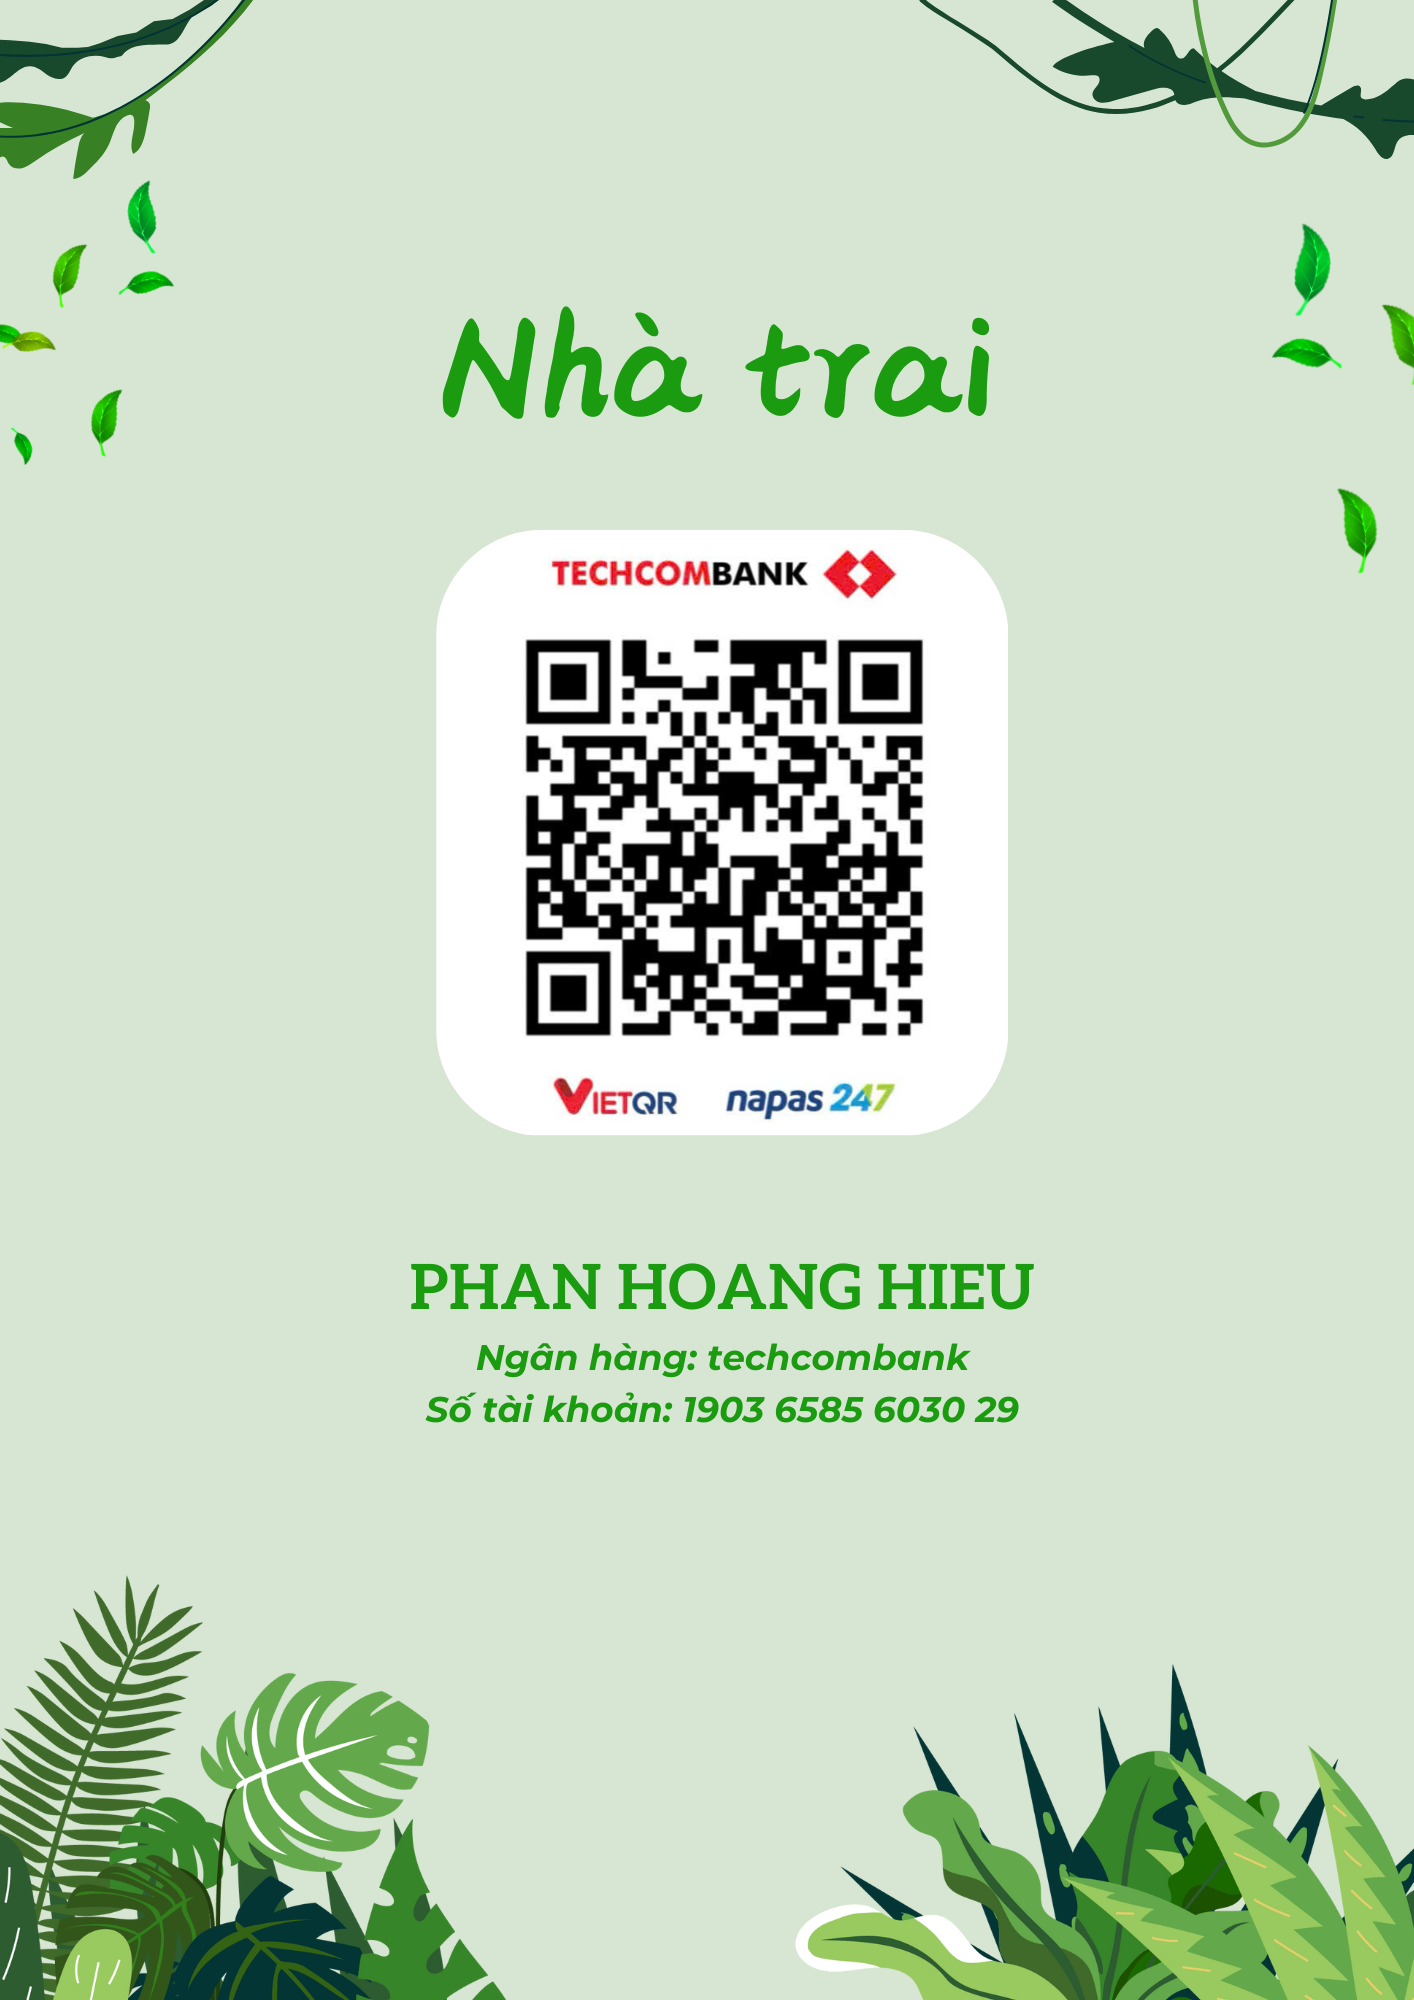 Nhà trai
TECHCOMBANK
VIETQR napas 247
PHAN HOANG HIEU
Ngân hàng: techcombank
Số tài khoản: 1903 6585 6030 29